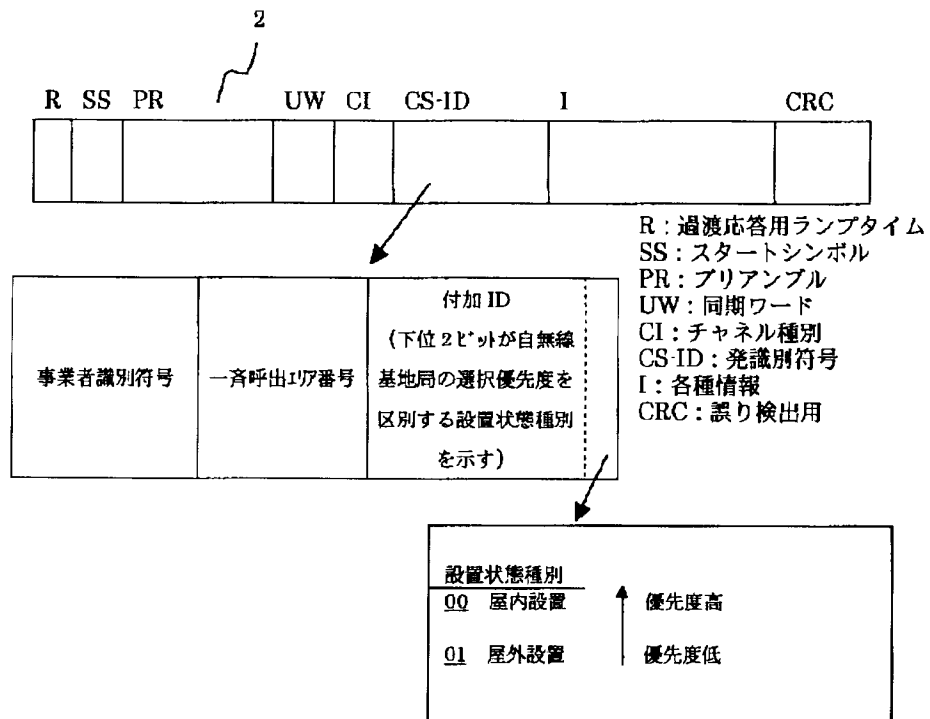 2
R SS PR UW CI CS-ID I CRC
R：過渡応答用ランプタイム
SS：スタートシンボル
PR：プリアンブル
UW：同期ワード
CI：チャネル種別
CS-ID：発識別符号
I：各種情報
CRC：誤り検出用
事業者識別符号
一斉呼出エリア番号
付加 ID
（下位２ビットが自無線
基地局の選択優先度を
区別する設置状態種別
を示す）
設置状態種別
00 屋内設置 優先度高
01 屋外設置 優先度低